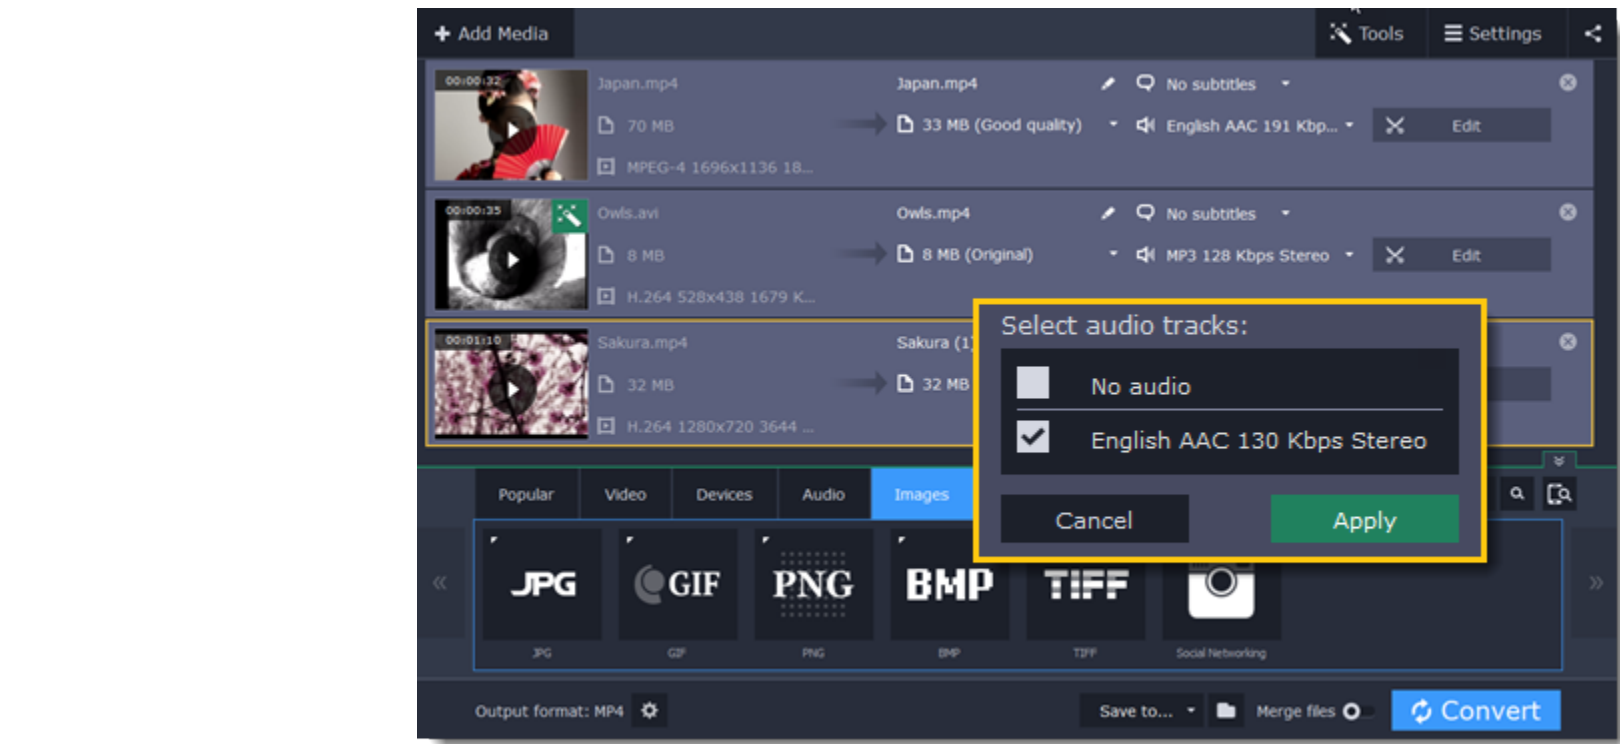 Add Media
Tools
Settings
00:00:32
Japan.mp4
Japan.mp4
No subtitles
70 MB
33 MB (Good quality)
English AAC 191 Kbp...
Edit
MPEG-4 1696x1136 18...
00:00:35
Owls.avi
Owls.mp4
No subtitles
8 MB
8 MB (Original)
MP3 128 Kbps Stereo
Edit
H.264 528x438 1679 K...
00:01:10
Sakura.mp4
Sakura (1)
32 MB
32 MB
H.264 1280x720 3644 ...
Select audio tracks:
No audio
English AAC 130 Kbps Stereo
Cancel
Apply
Popular
Video
Devices
Audio
Images
JPG
GIF
PNG
BMP
TIFF
JPG
GIF
PNG
BMP
TIFF
Social Networking
Output format: MP4
Save to...
Merge files
Convert